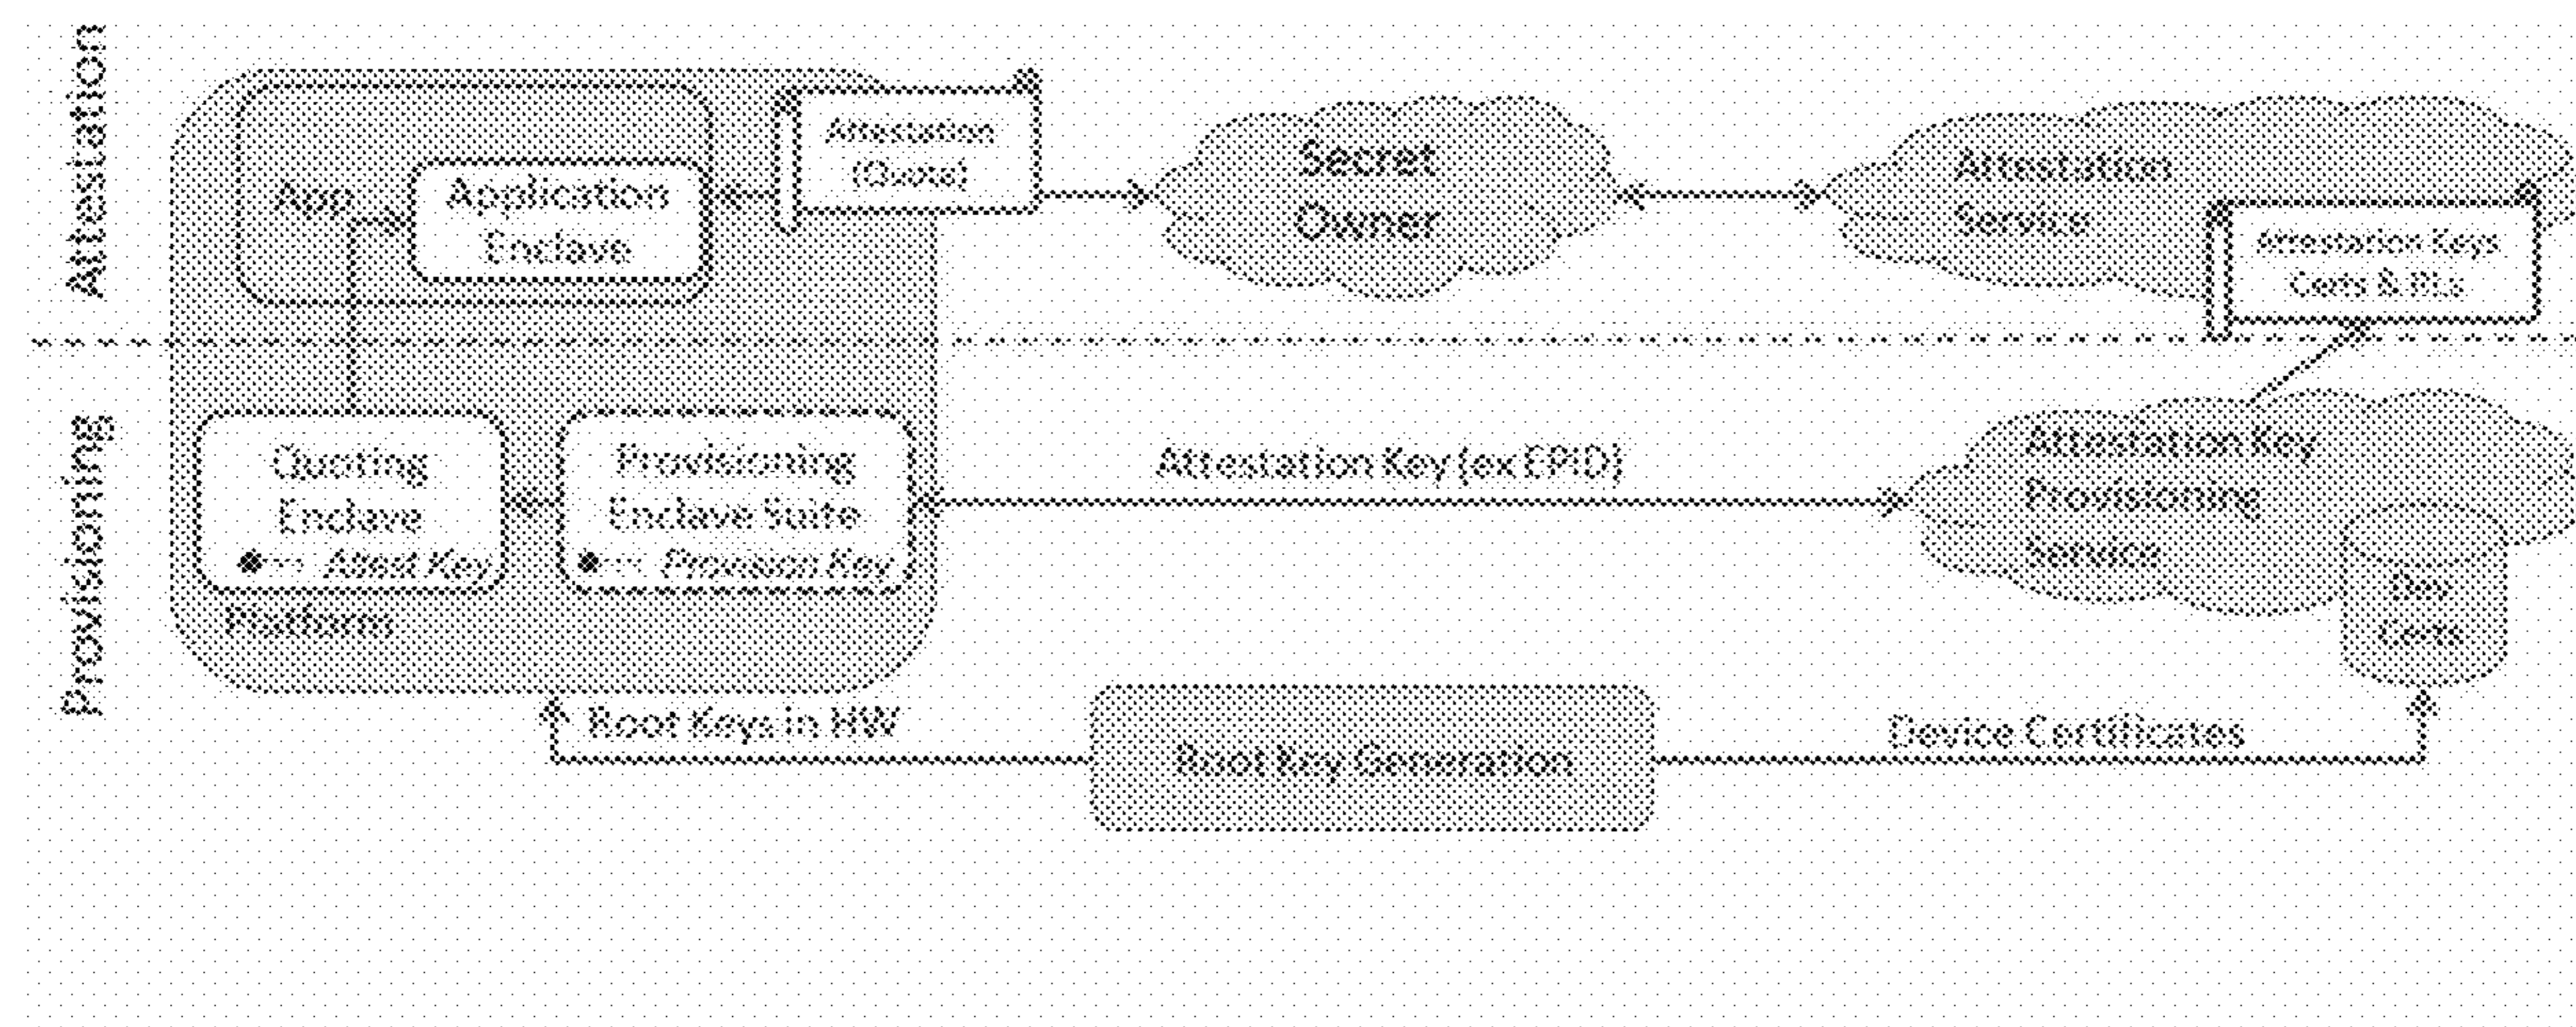 Attestation
App
Application
Enclave
Attestation
(Quote)
Secret
Owner
Attestation
Service
Attestation Keys
Certs & RLs
Provisioning
Quoting
Enclave
Attest Key
Provisioning
Enclave Suite
Provision Key
Platform
Attestation Key (ex EPID)
Attestation Key
Provisioning
Service
Dev
Certs
Root Keys in HW
Root Key Generation
Device Certificates